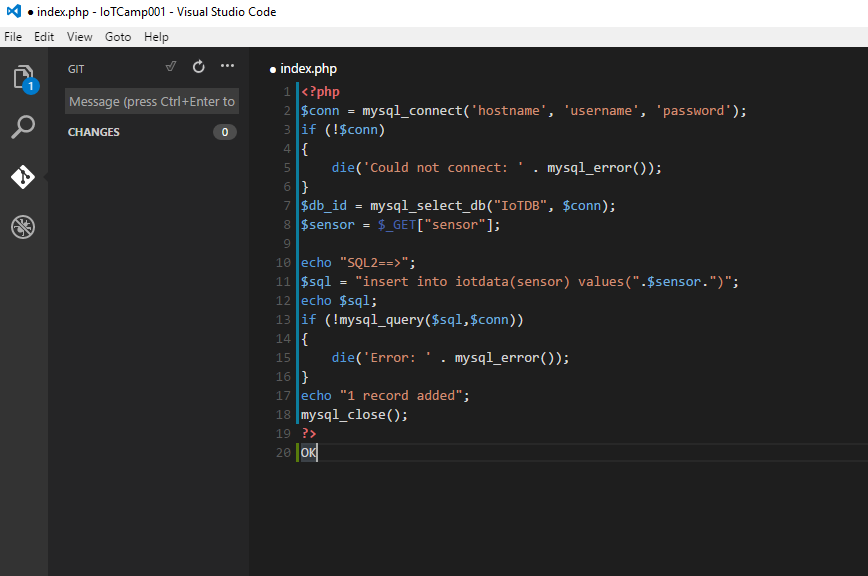 ● index.php - IoTCamp001 - Visual Studio Code
File Edit View Goto Help
GIT
Message (press Ctrl+Enter to
CHANGES 0
1
● index.php
1 <?php
2 $conn = mysql_connect('hostname', 'username', 'password');
3 if (!$conn)
4 {
5     die('Could not connect: ' . mysql_error());
6 }
7 $db_id = mysql_select_db("IoTDB", $conn);
8 $sensor = $_GET["sensor"];
9
10 echo "SQL2==>";
11 $sql = "insert into iotdata(sensor) values(".$sensor.")";
12 echo $sql;
13 if (!mysql_query($sql,$conn))
14 {
15     die('Error: ' . mysql_error());
16 }
17 echo "1 record added";
18 mysql_close();
19 ?>
20 OK